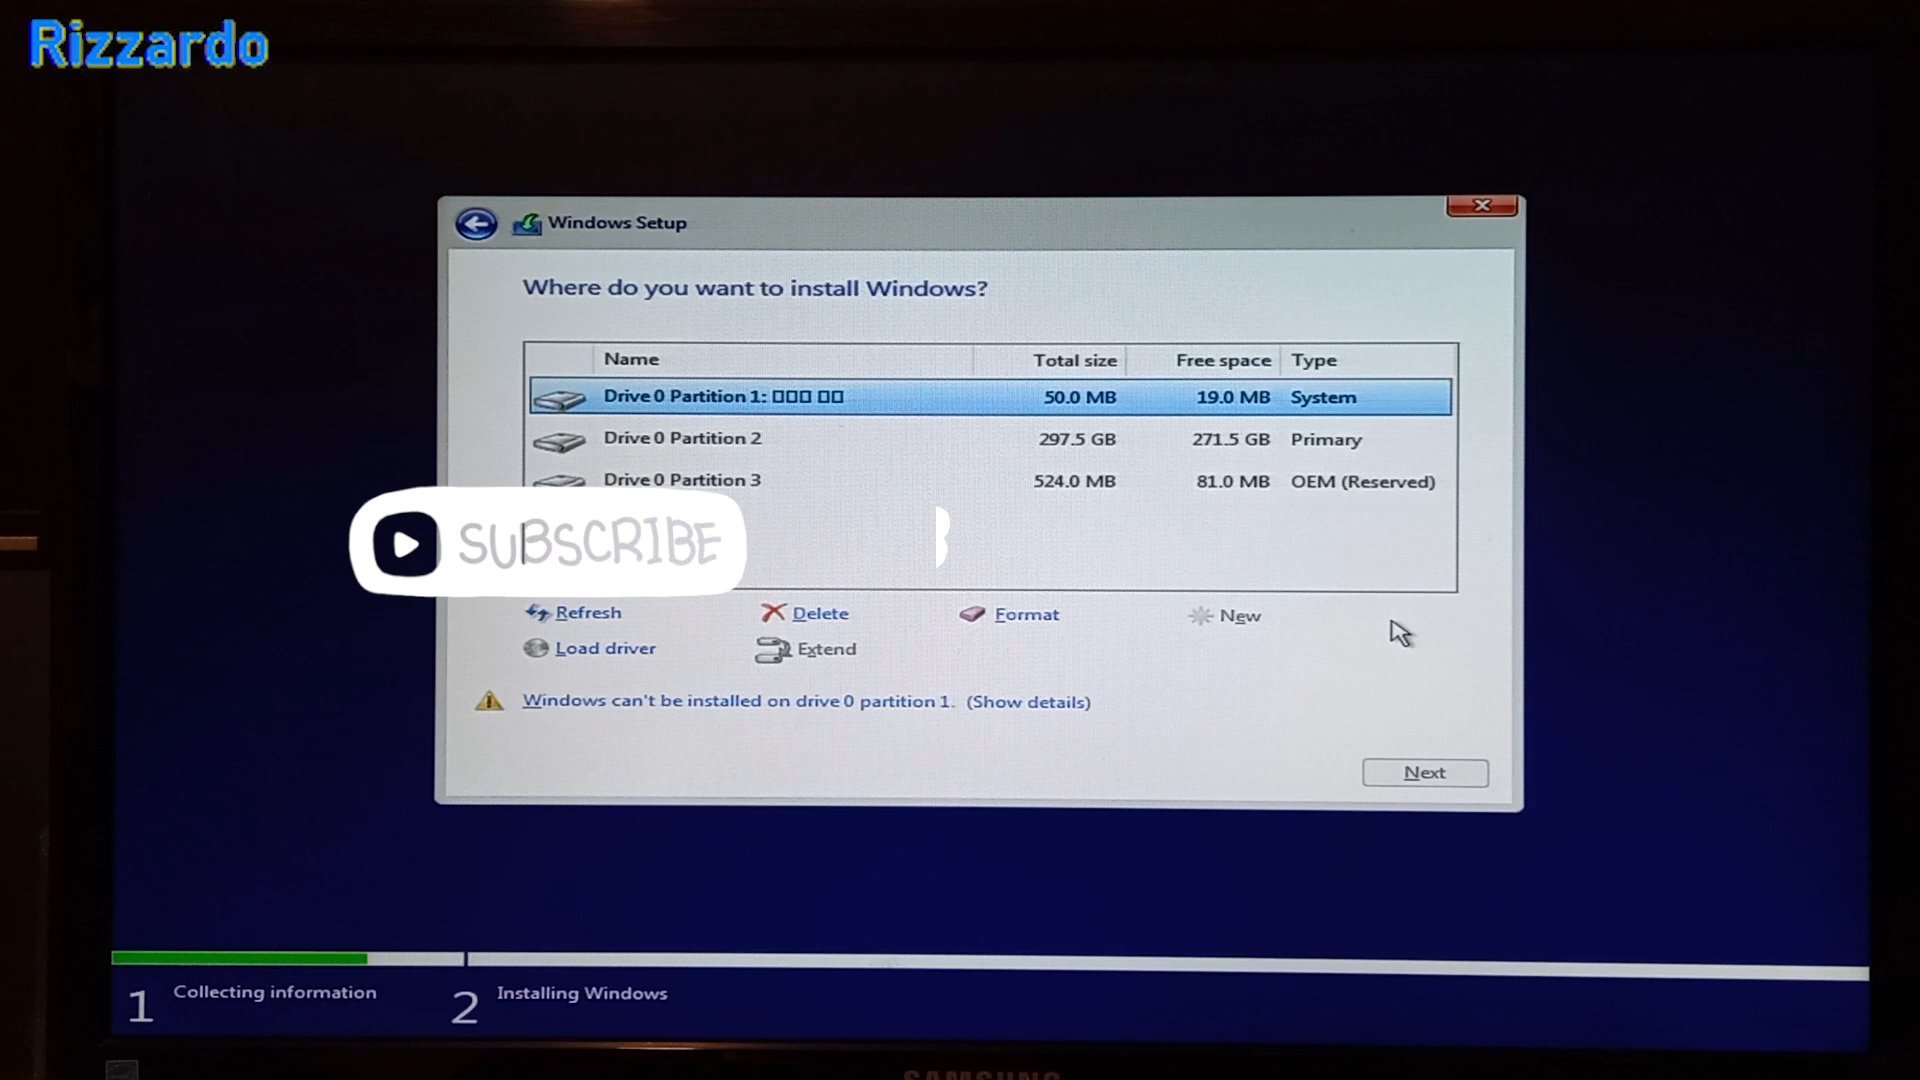 Rizzardo
Windows Setup
Where do you want to install Windows?
Name Total size Free space Type
Drive 0 Partition 1: □□□ □□ 50.0 MB 19.0 MB System
Drive 0 Partition 2 297.5 GB 271.5 GB Primary
Drive 0 Partition 3 524.0 MB 81.0 MB OEM (Reserved)
SUBSCRIBE
Refresh Delete Format New
Load driver Extend
Windows can't be installed on drive 0 partition 1. (Show details)
Next
1 Collecting information 2 Installing Windows
SAMSUNG